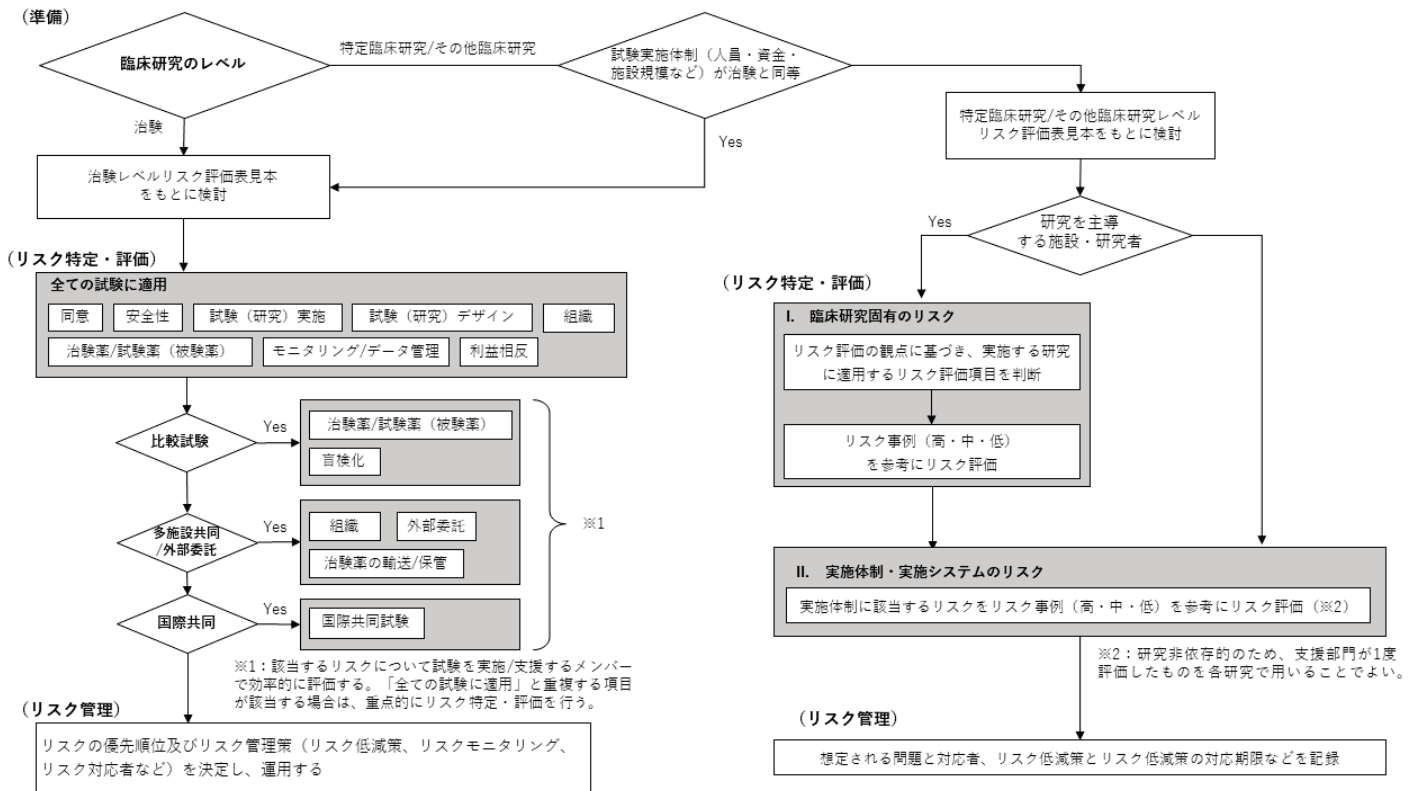 （準備）
臨床研究のレベル
特定臨床研究/その他臨床研究
試験実施体制（人員・資金・
施設規模など）が治験と同等
治験
Yes
特定臨床研究/その他臨床研究レベル
リスク評価表見本をもとに検討
治験レベルリスク評価表見本
をもとに検討
Yes
研究を主導
する施設・研究者
（リスク特定・評価）
全ての試験に適用
同意
安全性
試験（研究）実施
試験（研究）デザイン
組織
治験薬/試験薬（被験薬）
モニタリング/データ管理
利益相反
比較試験
Yes
治験薬/試験薬（被験薬）
盲検化
多施設共同
/外部委託
Yes
組織
外部委託
治験薬の輸送/保管
国際共同
Yes
国際共同試験
※1
※1：該当するリスクについて試験を実施/支援するメンバー
で効率的に評価する。「全ての試験に適用」と重複する項目
が該当する場合は、重点的にリスク特定・評価を行う。
（リスク管理）
リスクの優先順位及びリスク管理策（リスク低減策、リスクモニタリング、
リスク対応者など）を決定し、運用する
（リスク特定・評価）
I. 臨床研究固有のリスク
リスク評価の観点に基づき、実施する研究
に適用するリスク評価項目を判断
リスク事例（高・中・低）
を参考にリスク評価
II. 実施体制・実施システムのリスク
実施体制に該当するリスクをリスク事例（高・中・低）を参考にリスク評価（※2）
※2：研究非依存的のため、支援部門が1度
評価したものを各研究で用いることでよい。
（リスク管理）
想定される問題と対応者、リスク低減策とリスク低減策の対応期限などを記録